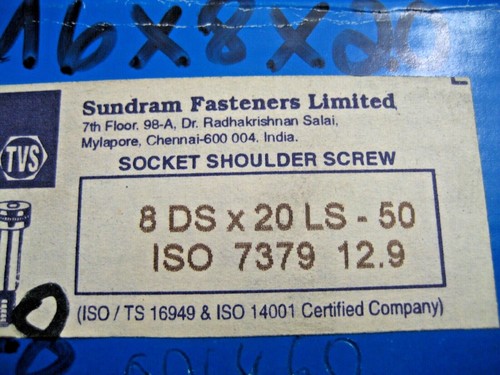 M6x8x20
Sundram Fasteners Limited
7th Floor, 98-A, Dr. Radhakrishnan Salai,
Mylapore, Chennai-600 004. India.
TVS
SOCKET SHOULDER SCREW
8 DS x 20 LS - 50
ISO 7379 12.9
(ISO / TS 16949 & ISO 14001 Certified Company)